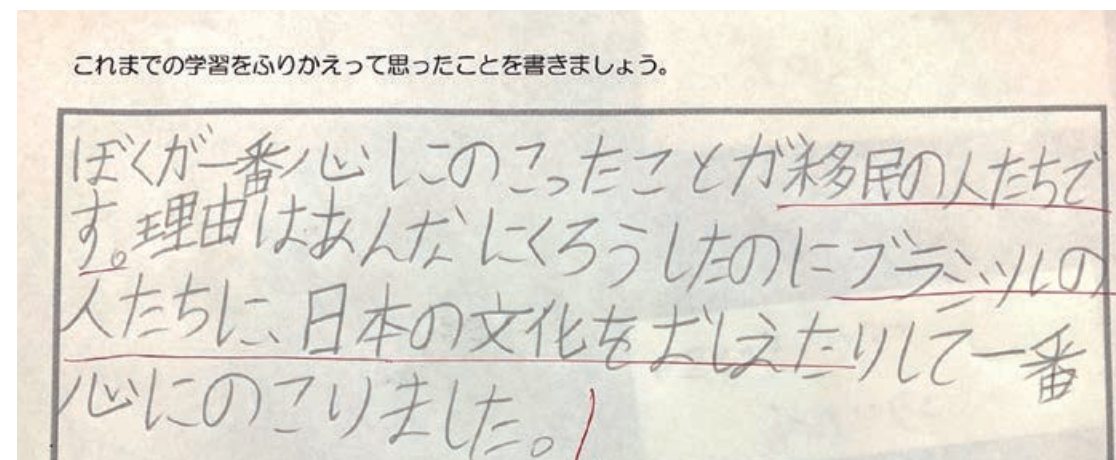 これまでの学習をふりかえって思ったことを書きましょう。
ぼくが一番心にのこったことが移民の人たちで
す。理由はあんなにくろうしたのにブラジルの
人たちに、日本の文化をおしえたりして一番
心にのこりました。